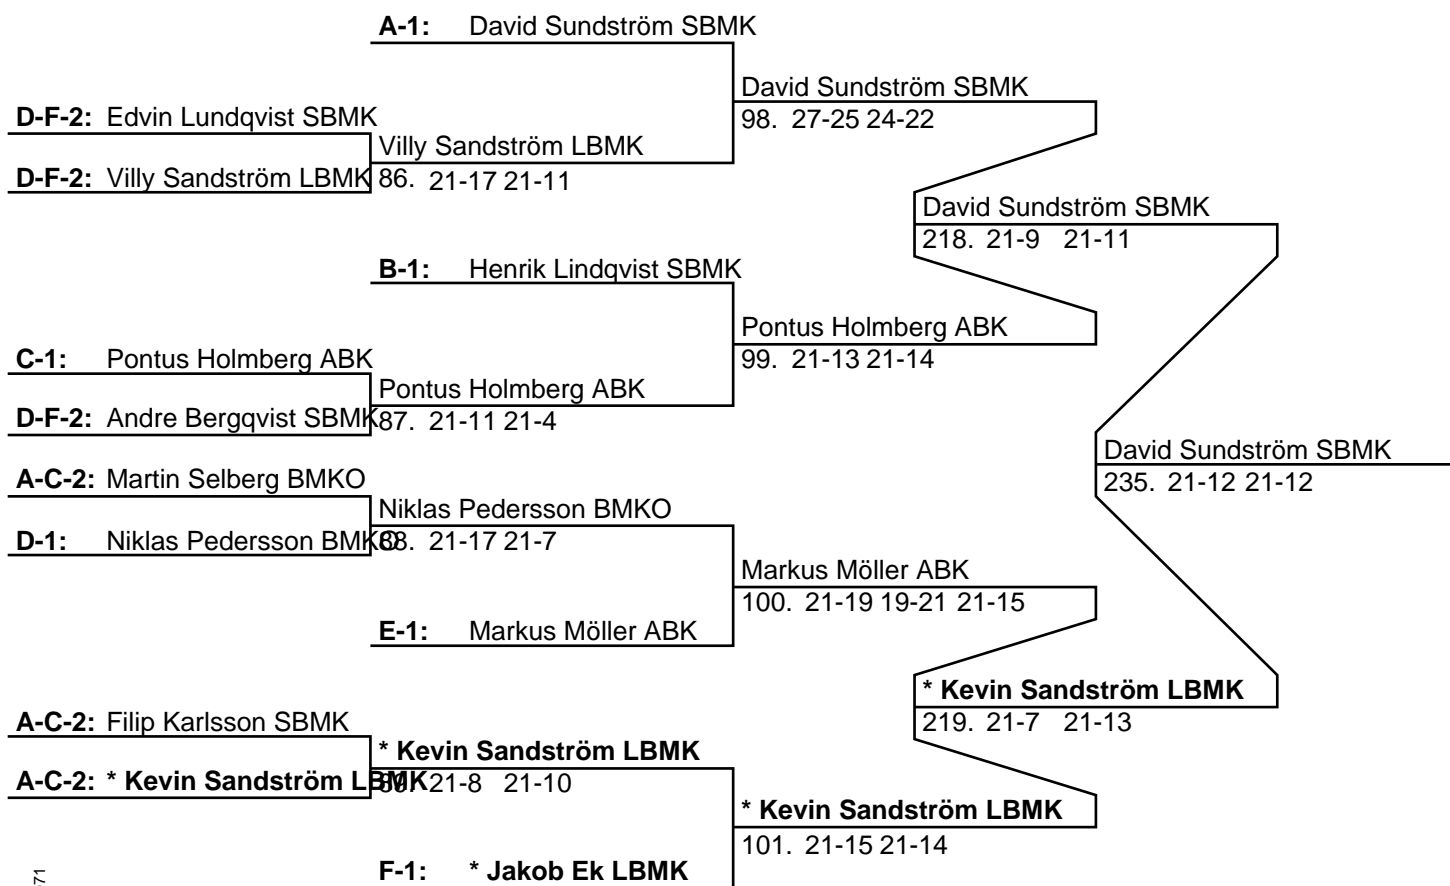 A-1: David Sundström SBMK
David Sundström SBMK
D-F-2: Edvin Lundqvist SBMK
98. 27-25 24-22
Villy Sandström LBMK
D-F-2: Villy Sandström LBMK
86. 21-17 21-11
David Sundström SBMK
218. 21-9 21-11
B-1: Henrik Lindqvist SBMK
Pontus Holmberg ABK
C-1: Pontus Holmberg ABK
99. 21-13 21-14
Pontus Holmberg ABK
D-F-2: Andre Bergqvist SBMK
87. 21-11 21-4
David Sundström SBMK
A-C-2: Martin Selberg BMKO
235. 21-12 21-12
Niklas Pedersson BMKO
D-1: Niklas Pedersson BMKO
88. 21-17 21-7
Markus Möller ABK
100. 21-19 19-21 21-15
E-1: Markus Möller ABK
* Kevin Sandström LBMK
A-C-2: Filip Karlsson SBMK
219. 21-7 21-13
* Kevin Sandström LBMK
A-C-2: * Kevin Sandström LBMK
89. 21-8 21-10
* Kevin Sandström LBMK
101. 21-15 21-14
F-1: * Jakob Ek LBMK
71